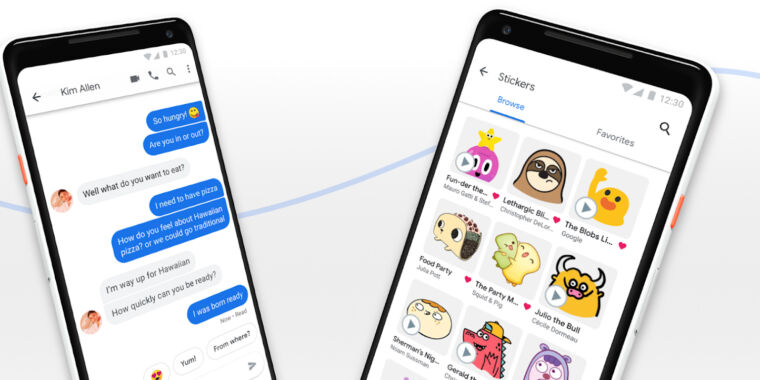 12:30
Kim Allen
So hungry! 😋
Are you in or out?
Well what do you want to eat?
I need to have pizza
How do you feel about Hawaiian
pizza? or we could go traditional
I'm way up for Hawaiian
How quickly can you be ready?
I was born ready
Now • Read
😍
Yum!
From where?
12:30
Stickers
Browse
Favorites
Fun-der the...
Mauro Gatti & Stef...
Lethargic Bli...
Christopher DeLor...
The Blobs Li...
Google
Food Party
Julia Pott
The Party M...
Squid & Pig
Julio the Bull
Cécile Dormeau
Sherman's Nig...
Noam Sussman
Gerald the